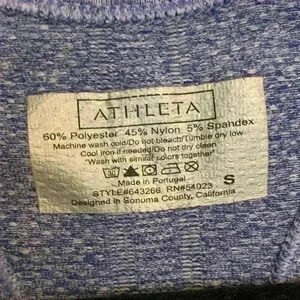 ATHLETA
60% Polyester 45% Nylon 5% Spandex
Machine wash cold/Do not bleach/Tumble dry low
Cool iron if needed/Do not dry clean
"Wash with similar colors together"
30
Made in Portugal
STYLE#643266 RN#54023
S
Designed in Sonoma County, California